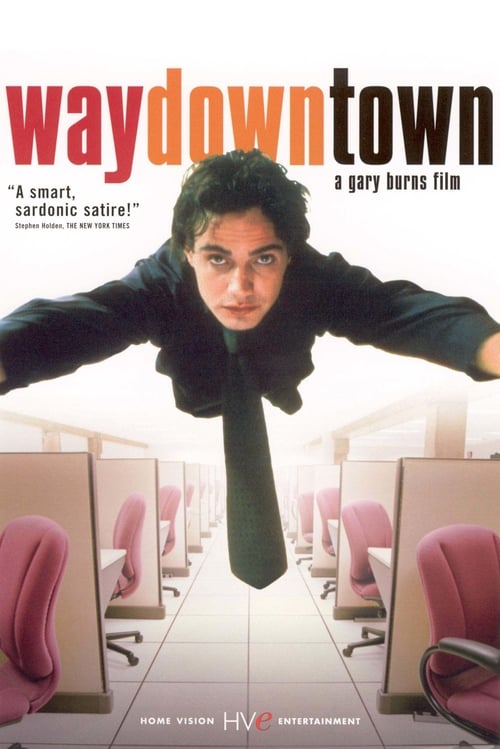 waydowntown
a gary burns film
“A smart,
sardonic satire!”
Stephen Holden, THE NEW YORK TIMES
HOME VISION HVe ENTERTAINMENT